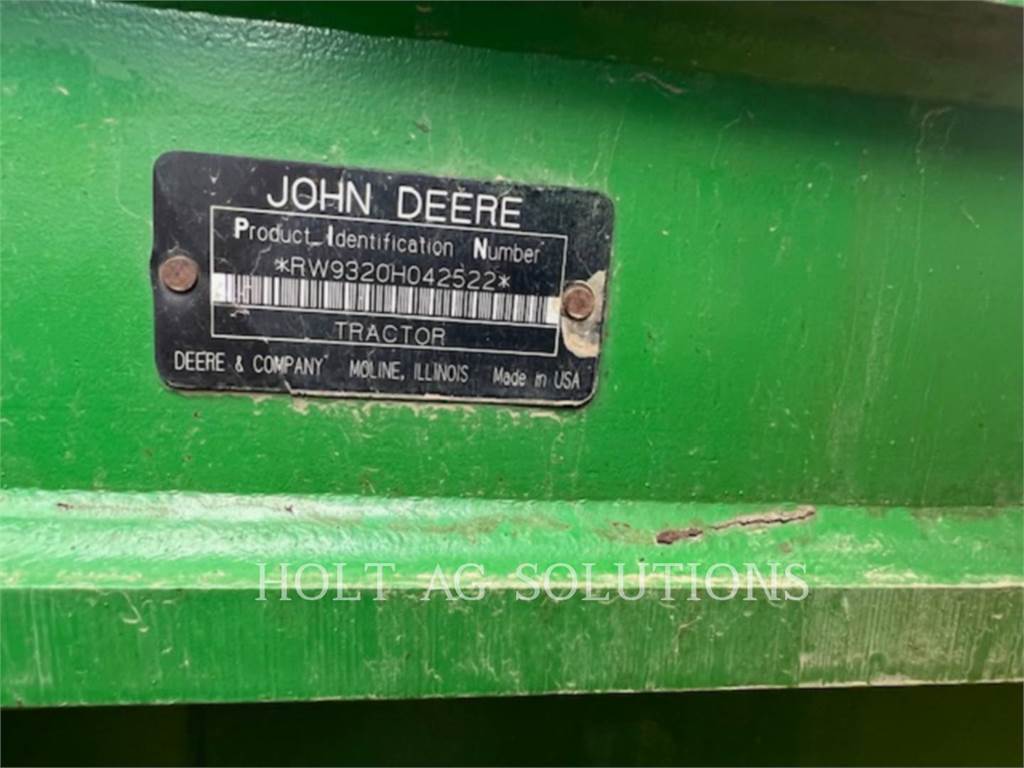 JOHN DEERE
Product Identification Number
*RW9320H042522*
TRACTOR
DEERE & COMPANY MOLINE, ILLINOIS Made in USA
HOLT AG SOLUTIONS